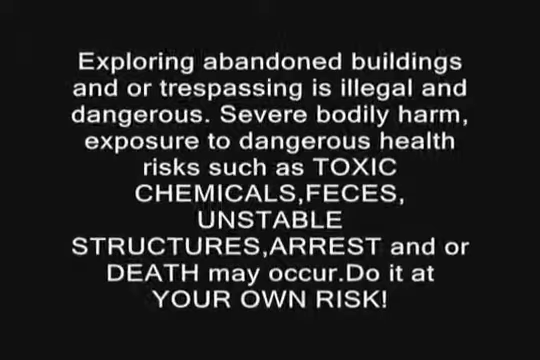 Exploring abandoned buildings
and or trespassing is illegal and
dangerous. Severe bodily harm,
exposure to dangerous health
risks such as TOXIC
CHEMICALS,FECES,
UNSTABLE
STRUCTURES,ARREST and or
DEATH may occur.Do it at
YOUR OWN RISK!